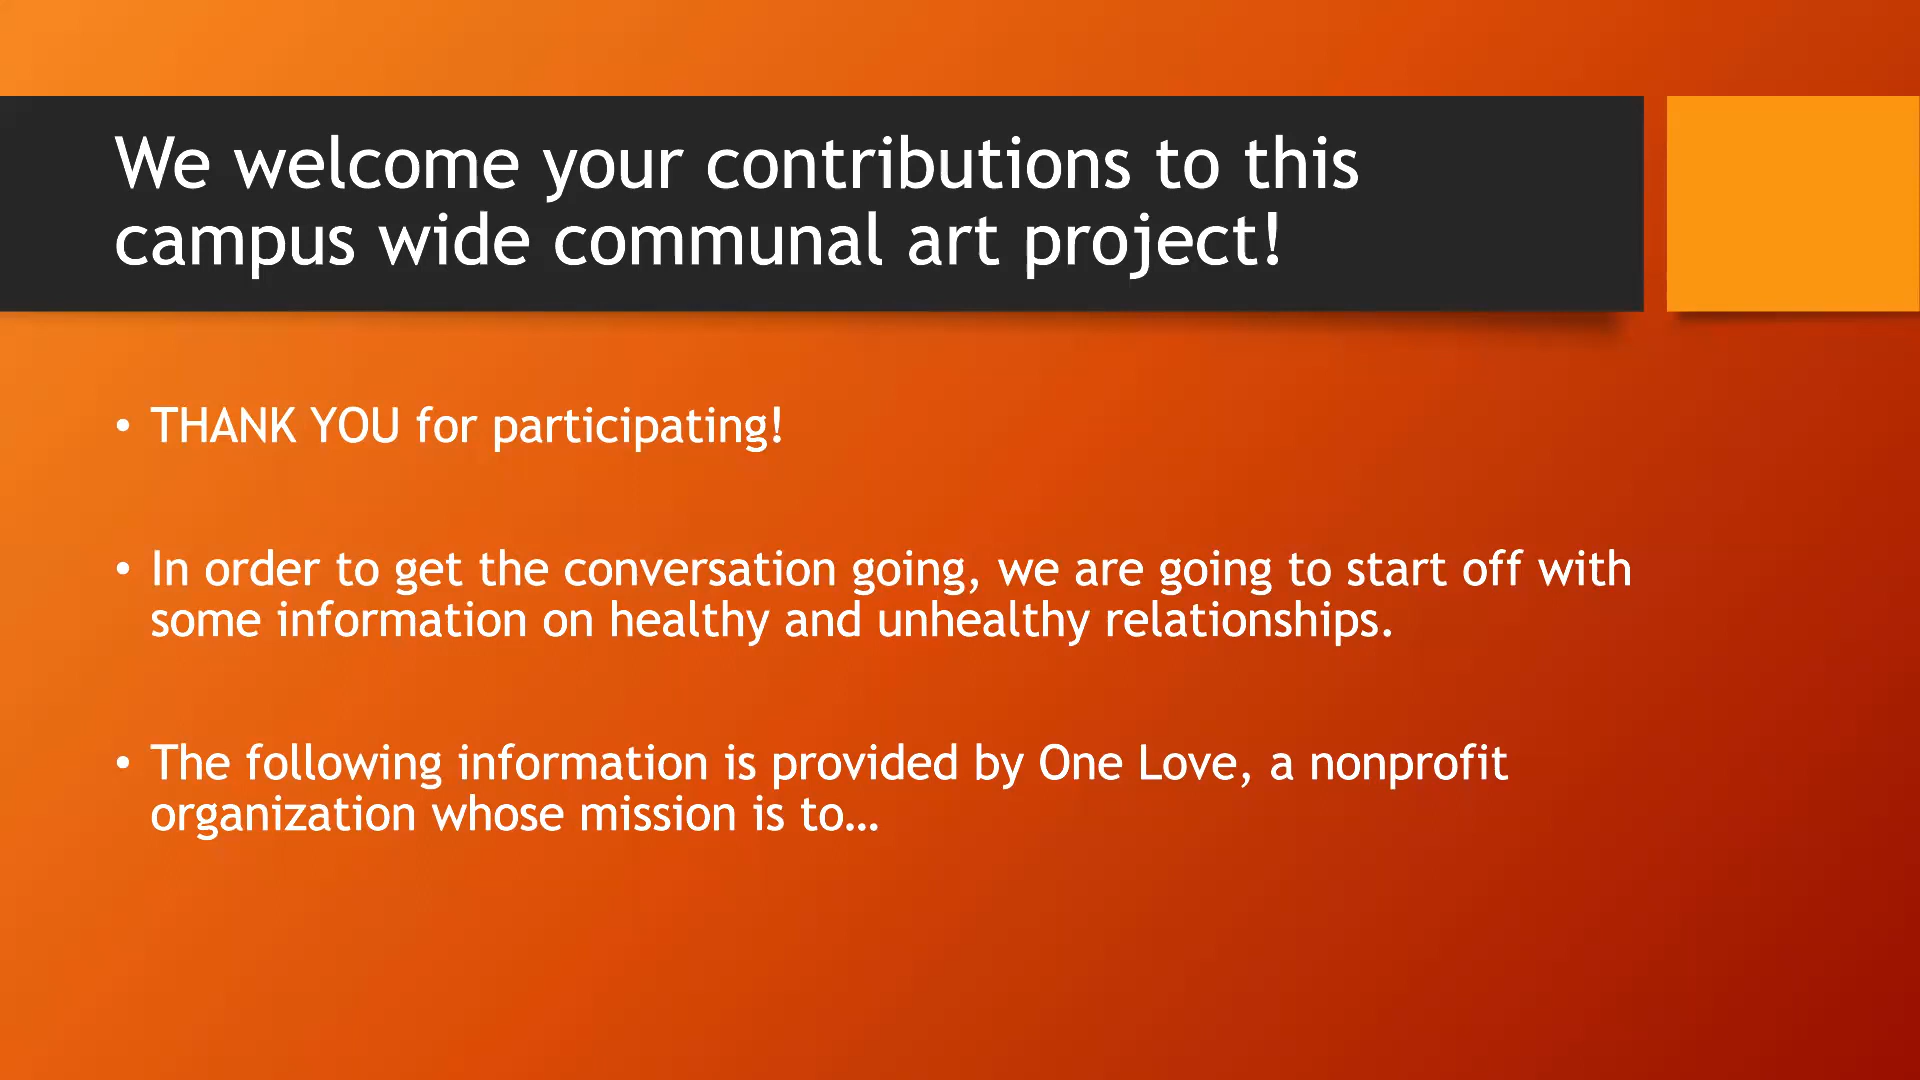 We welcome your contributions to this
campus wide communal art project!
• THANK YOU for participating!
• In order to get the conversation going, we are going to start off with
some information on healthy and unhealthy relationships.
• The following information is provided by One Love, a nonprofit
organization whose mission is to…